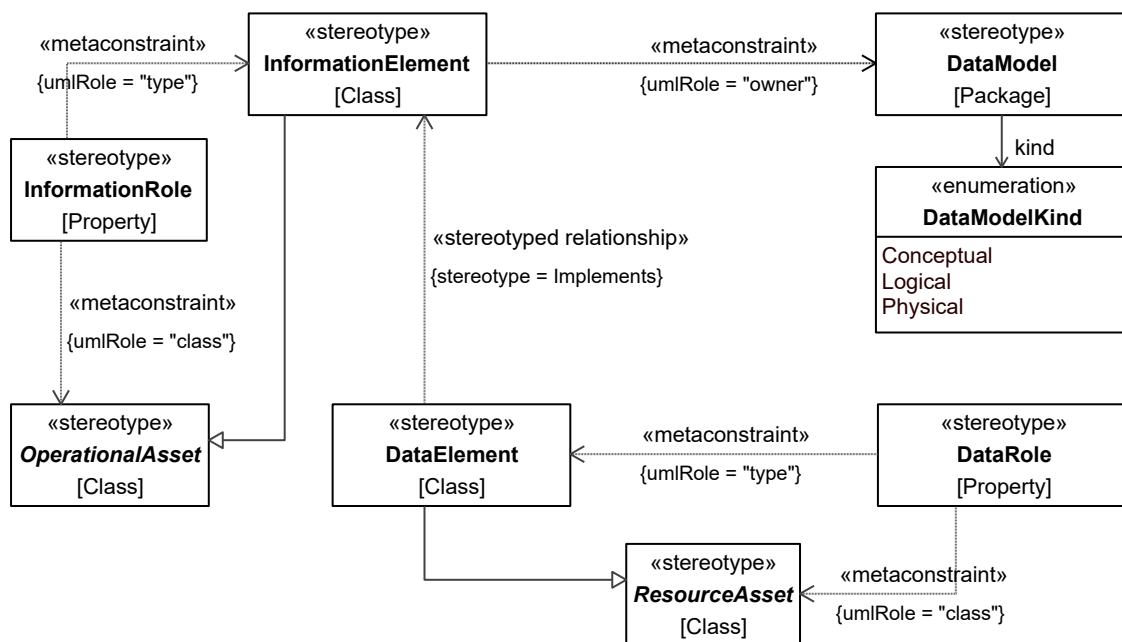 «stereotype»
InformationElement
[Class]
«metaconstraint»
{umlRole = "type"}
«metaconstraint»
{umlRole = "owner"}
«stereotype»
DataModel
[Package]
kind
«stereotype»
InformationRole
[Property]
«enumeration»
DataModelKind
Conceptual
Logical
Physical
«stereotyped relationship»
{stereotype = Implements}
«metaconstraint»
{umlRole = "class"}
«stereotype»
OperationalAsset
[Class]
«stereotype»
DataElement
[Class]
«metaconstraint»
{umlRole = "type"}
«stereotype»
DataRole
[Property]
«stereotype»
ResourceAsset
[Class]
«metaconstraint»
{umlRole = "class"}